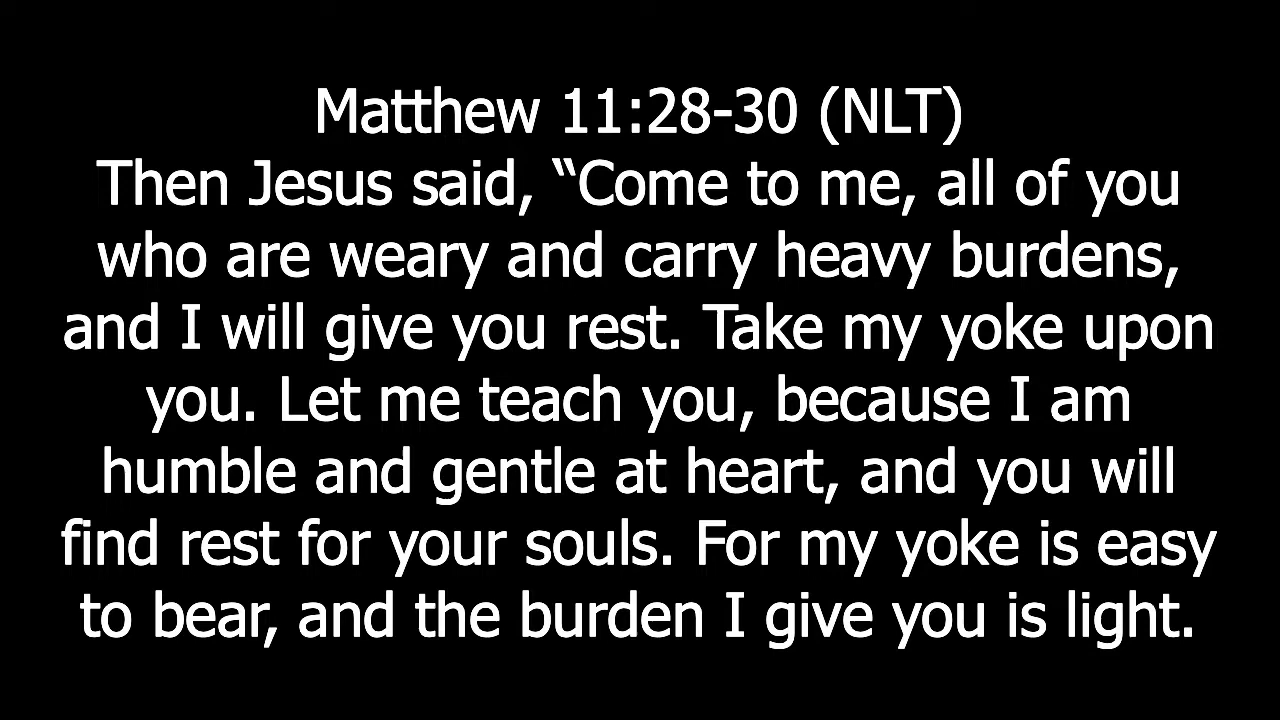 Matthew 11:28-30 (NLT)
Then Jesus said, “Come to me, all of you
who are weary and carry heavy burdens,
and I will give you rest. Take my yoke upon
you. Let me teach you, because I am
humble and gentle at heart, and you will
find rest for your souls. For my yoke is easy
to bear, and the burden I give you is light.